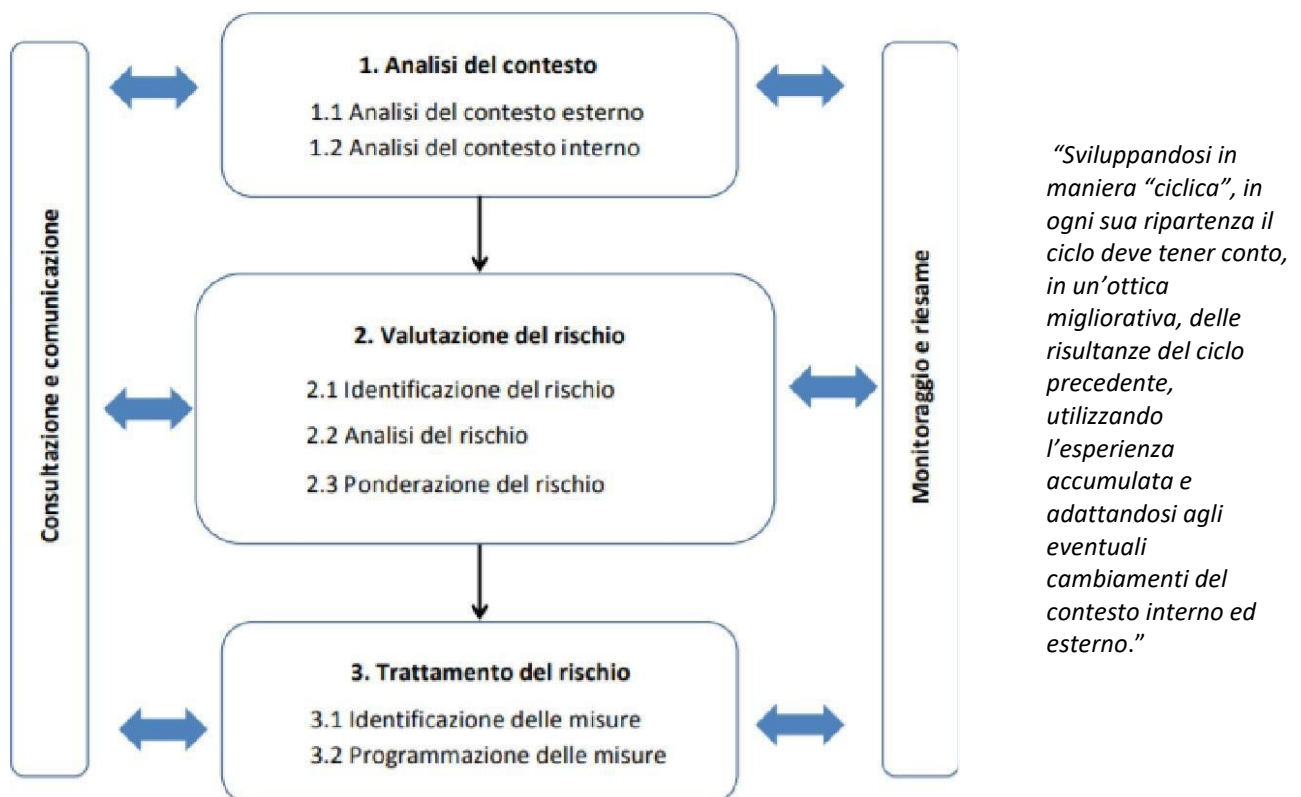 Consultazione e comunicazione
1. Analisi del contesto
1.1 Analisi del contesto esterno
1.2 Analisi del contesto interno
2. Valutazione del rischio
2.1 Identificazione del rischio
2.2 Analisi del rischio
2.3 Ponderazione del rischio
3. Trattamento del rischio
3.1 Identificazione delle misure
3.2 Programmazione delle misure
Monitoraggio e riesame
“Sviluppandosi in
maniera “ciclica”, in
ogni sua ripartenza il
ciclo deve tener conto,
in un’ottica
migliorativa, delle
risultanze del ciclo
precedente,
utilizzando
l’esperienza
accumulata e
adattandosi agli
eventuali
cambiamenti del
contesto interno ed
esterno.”